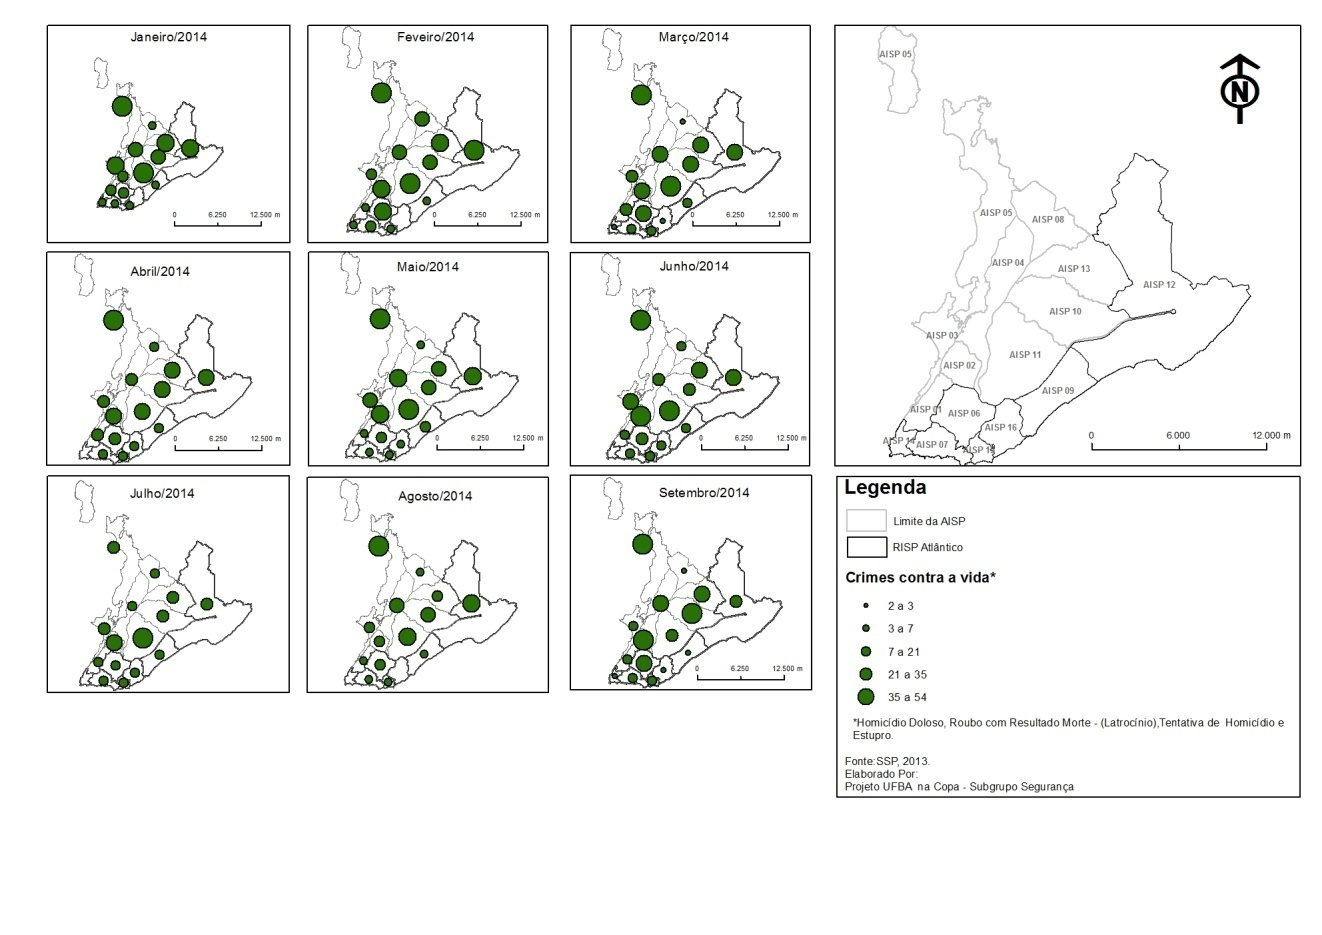 Janeiro/2014
0 6.250 12.500 m
Feveiro/2014
0 6.250 12.500 m
Março/2014
0 6.250 12.500 m
Abril/2014
0 6.250 12.500 m
Maio/2014
0 6.250 12.500 m
Junho/2014
0 6.250 12.500 m
Julho/2014
Agosto/2014
Setembro/2014
0 6.250 12.500 m
AISP 05
N
AISP 05
AISP 08
AISP 04
AISP 13
AISP 12
AISP 10
AISP 03
AISP 11
AISP 02
AISP 09
AISP 01
AISP 06
AISP 16
AISP 14
AISP 07
AISP
0 6.000 12.000 m
Legenda
Limite da AISP
RISP Atlântico
Crimes contra a vida*
2 a 3
3 a 7
7 a 21
21 a 35
35 a 54
*Homicídio Doloso, Roubo com Resultado Morte - (Latrocínio),Tentativa de Homicídio e
Estupro.
Fonte:SSP, 2013.
Elaborado Por:
Projeto UFBA na Copa - Subgrupo Segurança